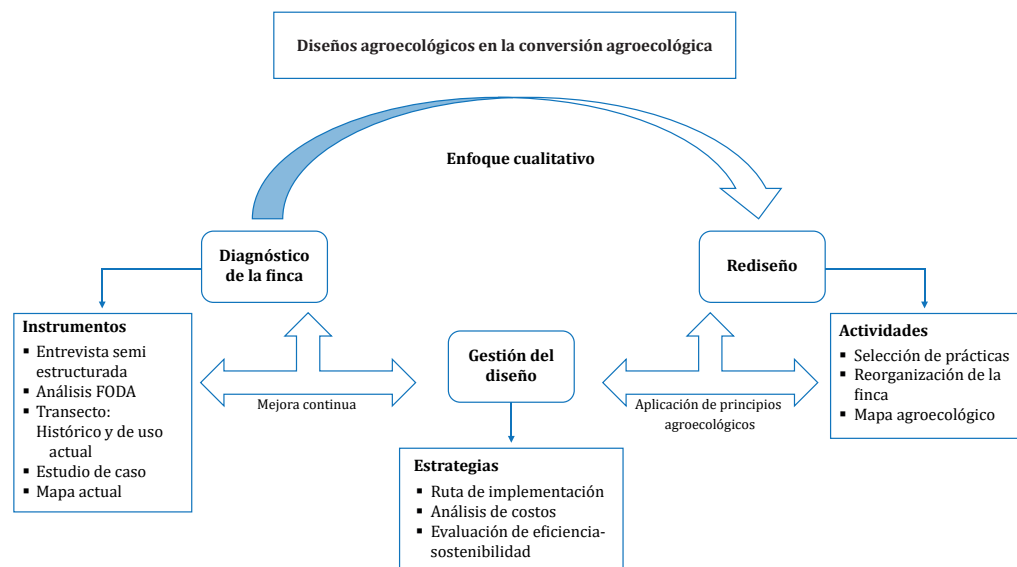 Diseños agroecológicos en la conversión agroecológica
Enfoque cualitativo
Diagnóstico
de la finca
Rediseño
Instrumentos
▪ Entrevista semi
estructurada
▪ Análisis FODA
▪ Transecto:
Histórico y de uso
actual
▪ Estudio de caso
▪ Mapa actual
Mejora continua
Gestión del
diseño
Aplicación de principios
agroecológicos
Actividades
▪ Selección de prácticas
▪ Reorganización de la
finca
▪ Mapa agroecológico
Estrategias
▪ Ruta de implementación
▪ Análisis de costos
▪ Evaluación de eficiencia-
sostenibilidad